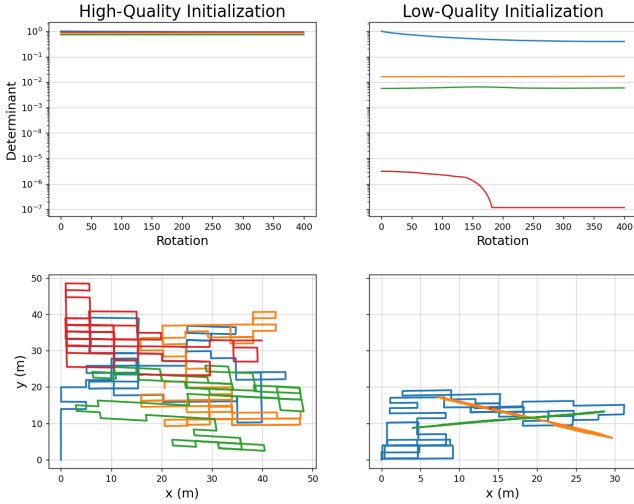 High-Quality Initialization
Low-Quality Initialization
Determinant
10⁰
10⁻¹
10⁻²
10⁻³
10⁻⁴
10⁻⁵
10⁻⁶
10⁻⁷
0 50 100 150 200 250 300 350 400
0 50 100 150 200 250 300 350 400
Rotation
Rotation
y (m)
50
40
30
20
10
0
0 10 20 30 40 50
0 5 10 15 20 25 30
x (m)
x (m)